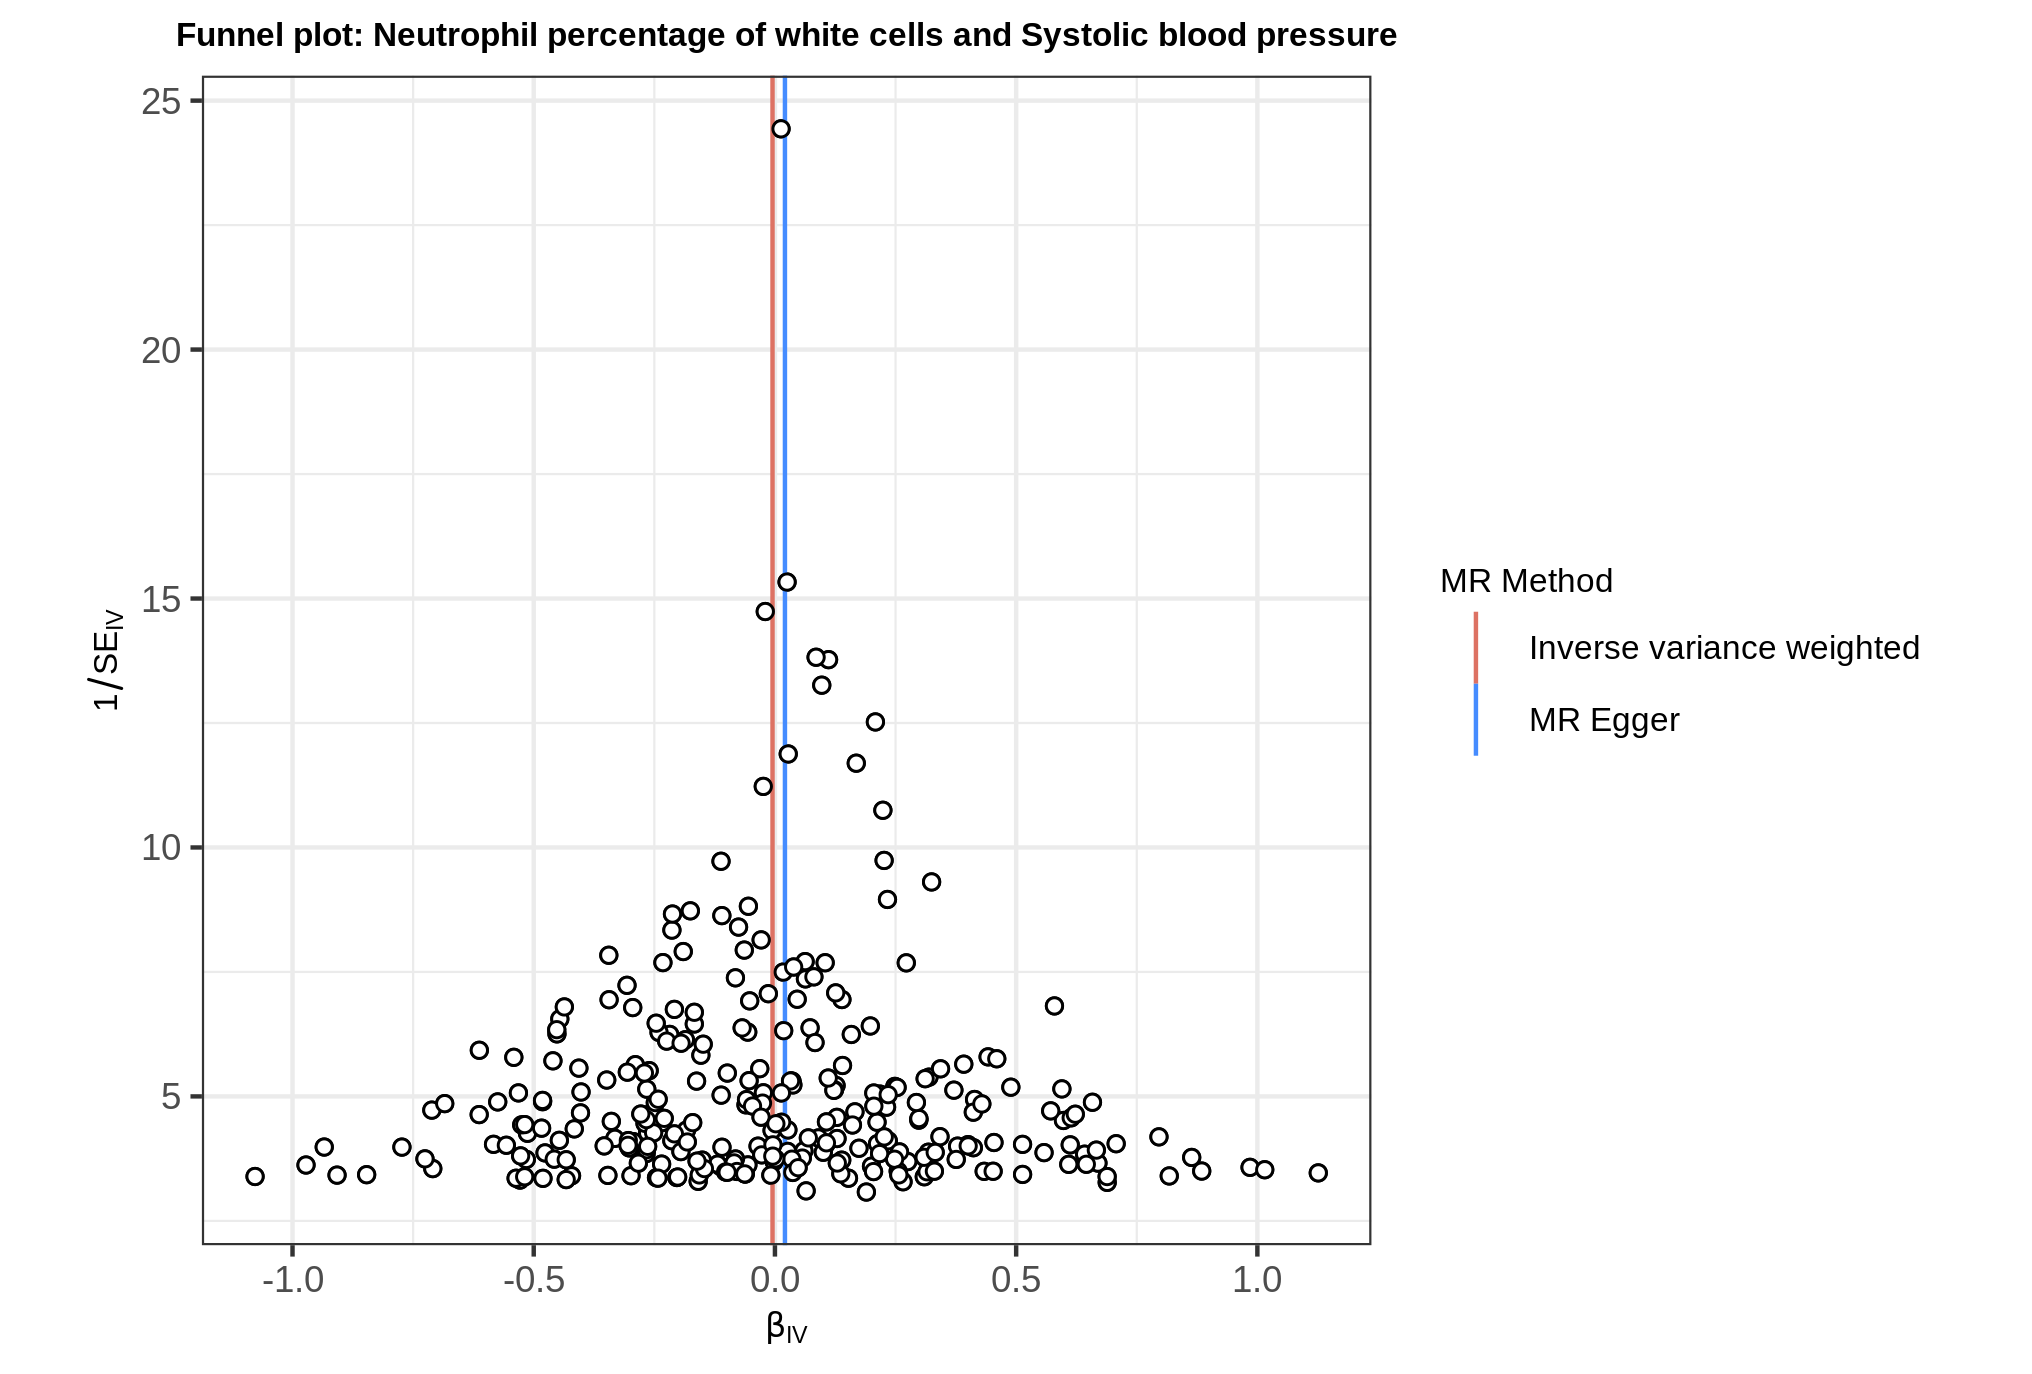 Funnel plot: Neutrophil percentage of white cells and Systolic blood pressure
25
20
15
10
5
1/SE_IV
-1.0 -0.5 0.0 0.5 1.0
β_IV
MR Method
Inverse variance weighted
MR Egger